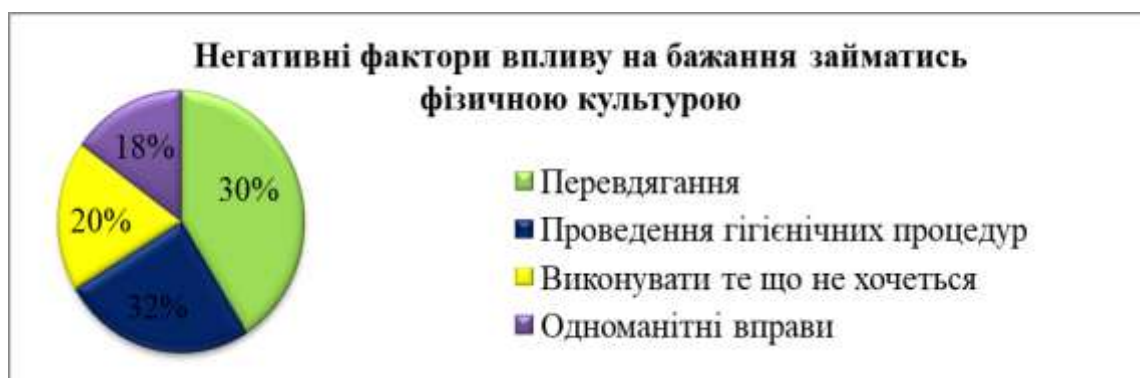 Негативні фактори впливу на бажання займатись
фізичною культурою
18%
30%
20%
32%
Перевдягання
Проведення гігієнічних процедур
Виконувати те що не хочеться
Одноманітні вправи